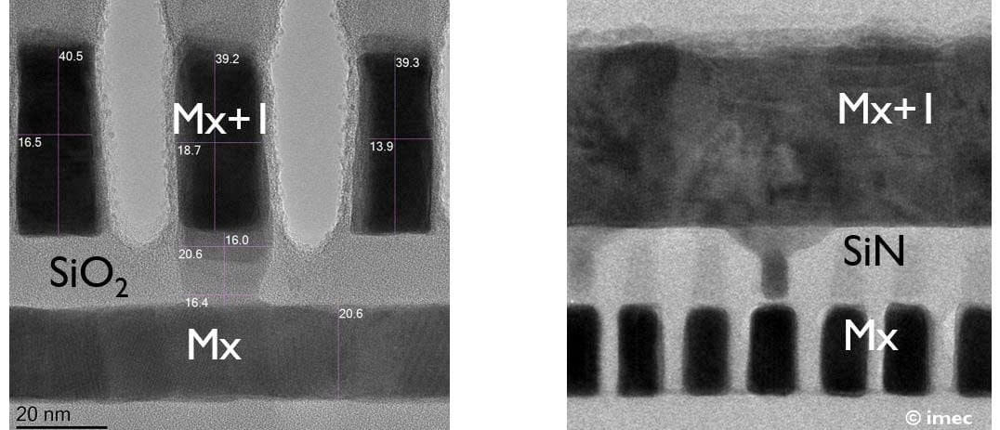 40.5
39.2
39.3
Mx+1
16.5
18.7
13.9
16.0
20.6
SiO₂
16.4
20.6
Mx
20 nm
Mx+1
SiN
Mx
© imec